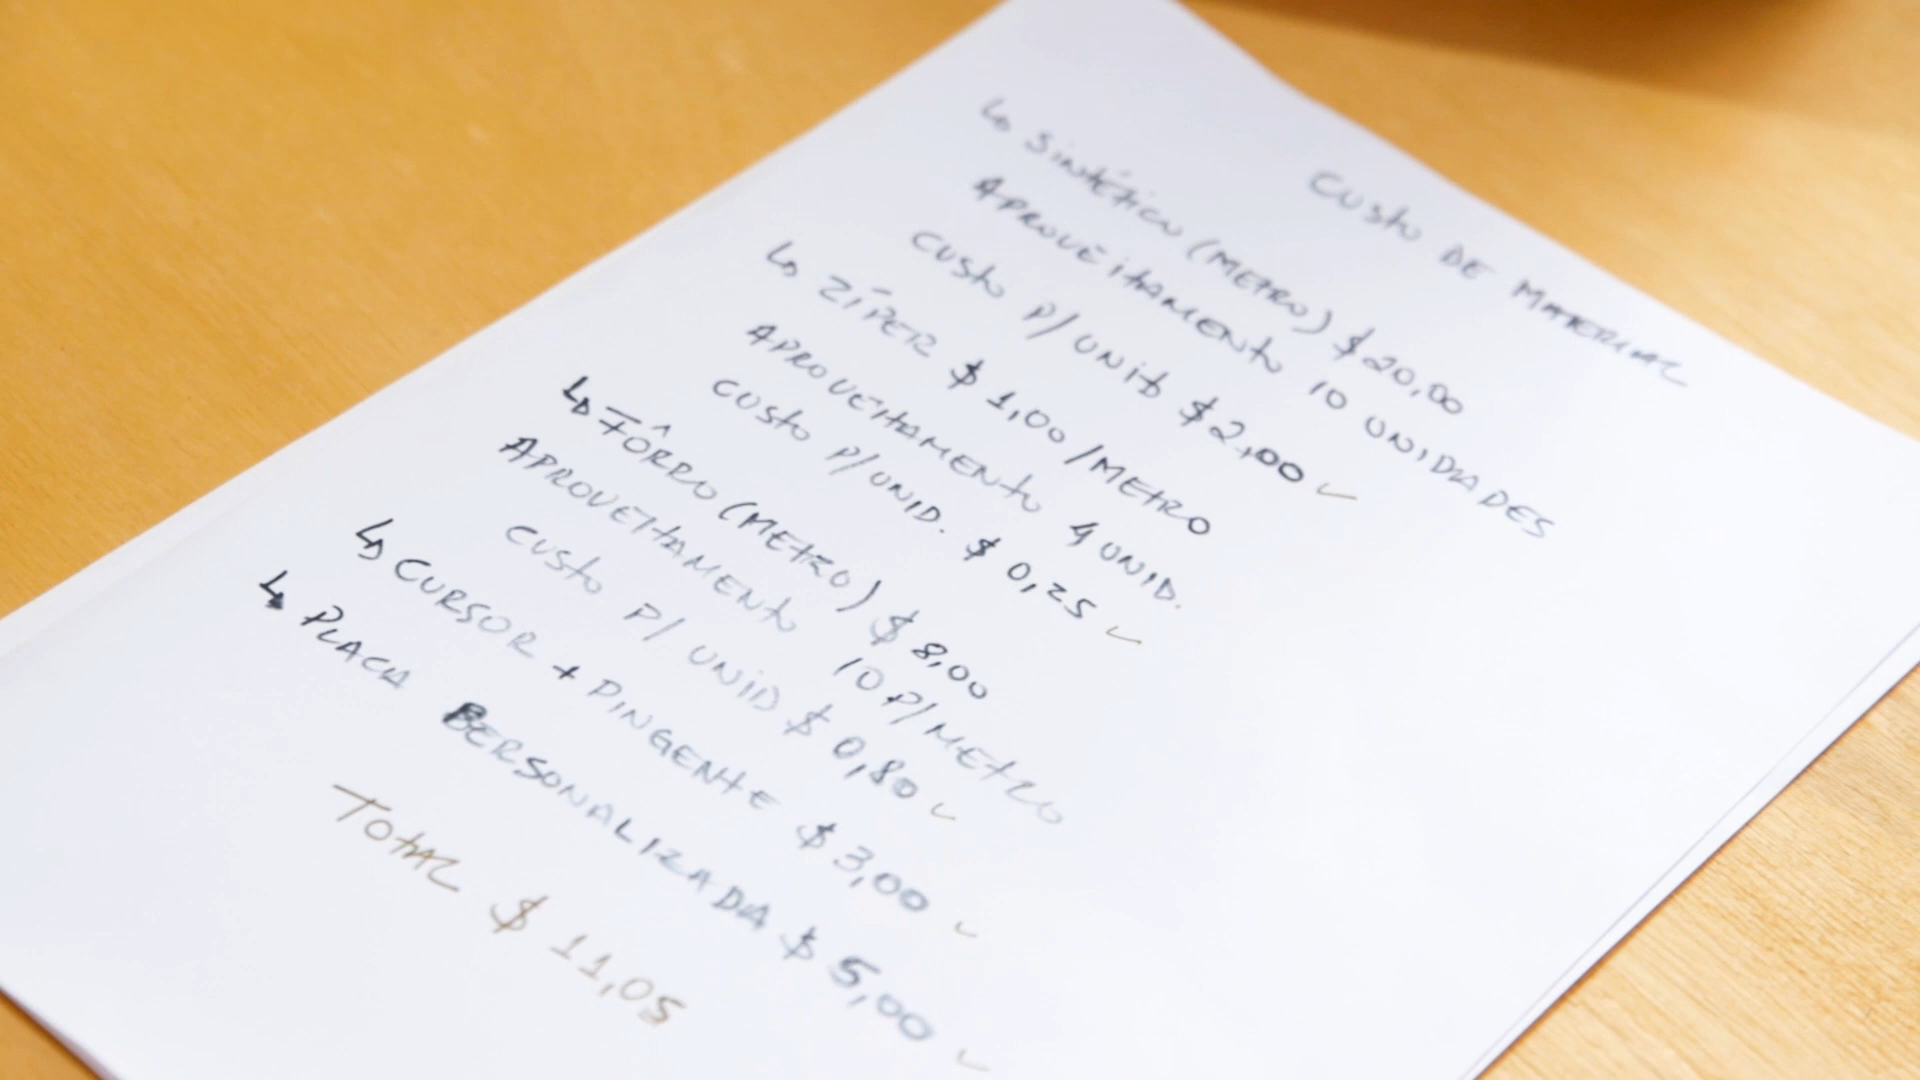 CUSTO DE MATERIAL
↳ SINTÉTICO (METRO) $20,00
APROVEITAMENTO 10 UNIDADES
CUSTO P/ UNID $2,00 ✓
↳ ZÍPER $ 1,00/METRO
APROVEITAMENTO 4 UNID.
CUSTO P/UNID. $ 0,25 ✓
↳ FÔRRO (METRO) $ 8,00
APROVEITAMENTO 10 P/METRO
CUSTO P/ UNID $ 0,80 ✓
↳ CURSOR + PINGENTE $ 3,00 ✓
↳ PLACA PERSONALIZADA $ 5,00 ✓
TOTAL $ 11,05